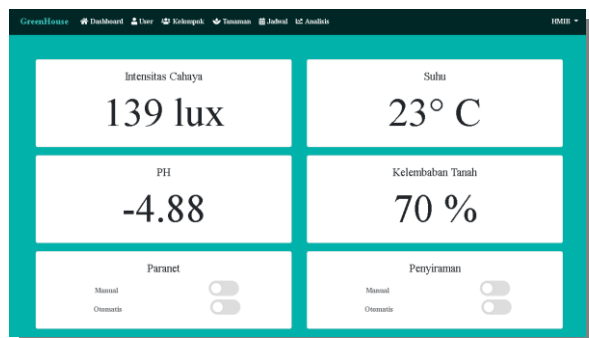 GreenHouse Dashboard User Kelompok Tanaman Jadwal Analisis HMIB
Intensitas Cahaya
139 lux
Suhu
23° C
PH
-4.88
Kelembaban Tanah
70 %
Paranet
Manual
Otomatis
Penyiraman
Manual
Otomatis